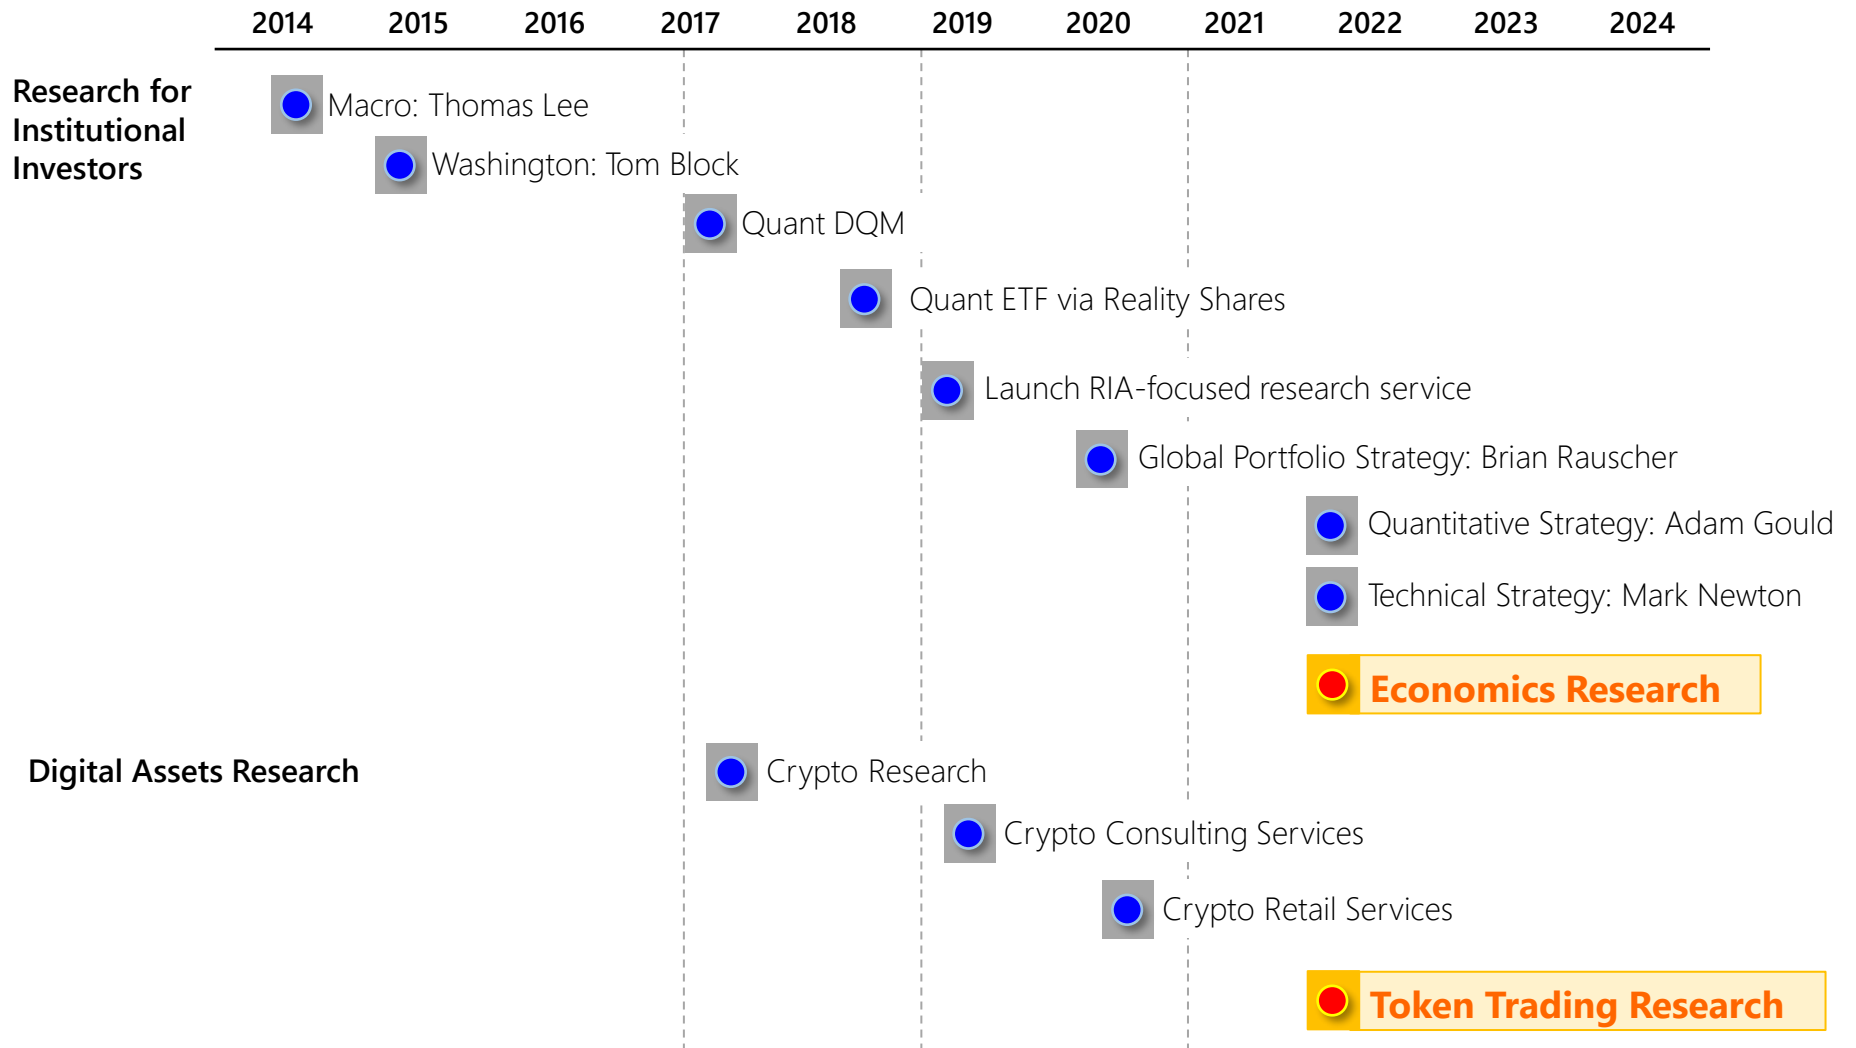 2014 2015 2016 2017 2018 2019 2020 2021 2022 2023 2024
Research for
Institutional
Investors
Macro: Thomas Lee
Washington: Tom Block
Quant DQM
Quant ETF via Reality Shares
Launch RIA-focused research service
Global Portfolio Strategy: Brian Rauscher
Quantitative Strategy: Adam Gould
Technical Strategy: Mark Newton
Economics Research
Digital Assets Research
Crypto Research
Crypto Consulting Services
Crypto Retail Services
Token Trading Research